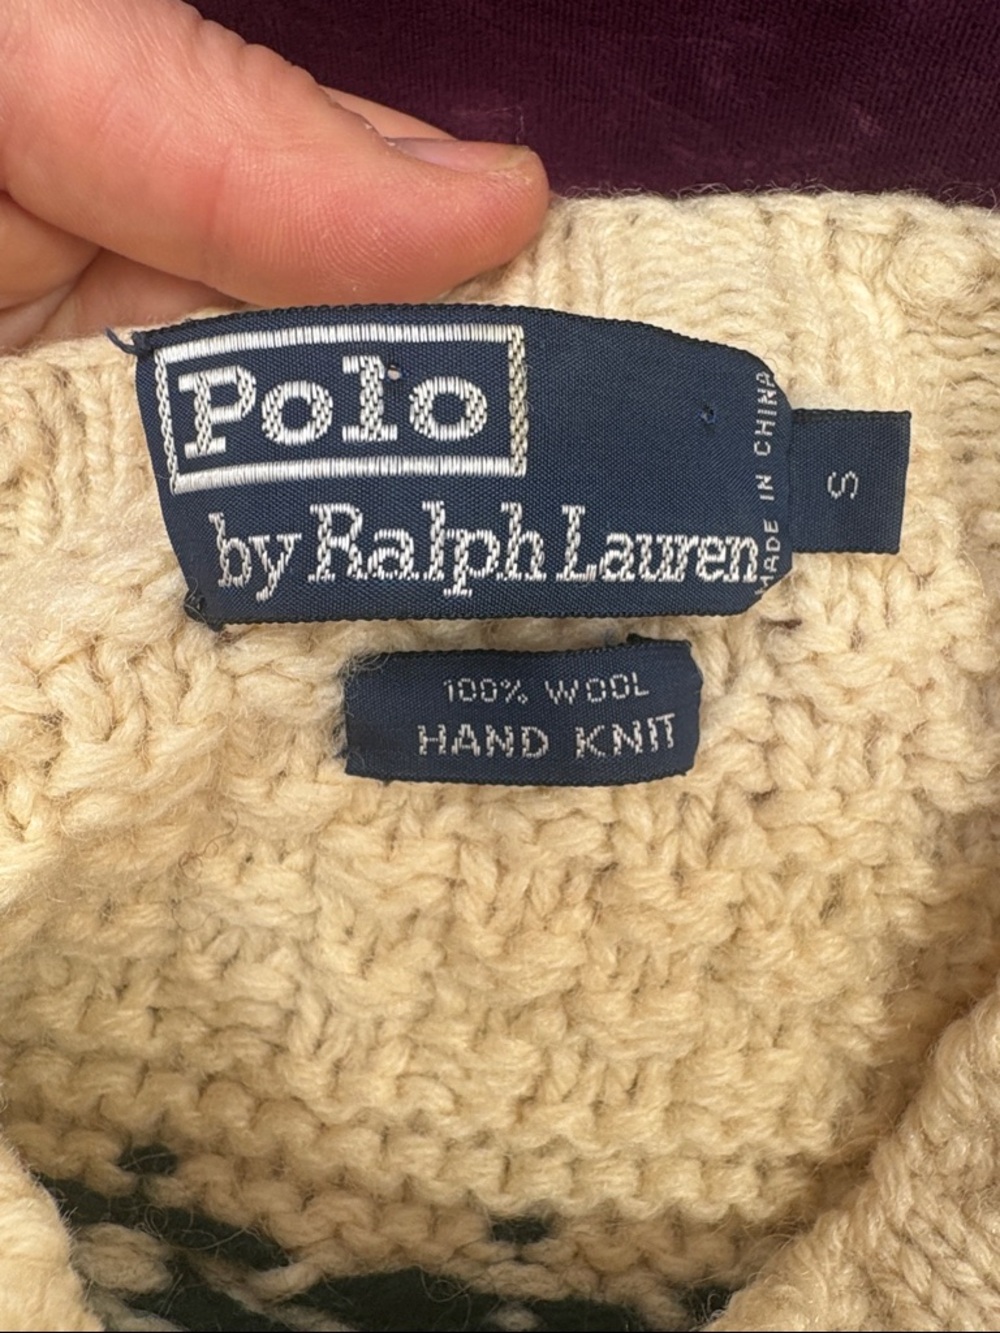 Polo
by Ralph Lauren
MADE IN CHINA
S
100% WOOL
HAND KNIT